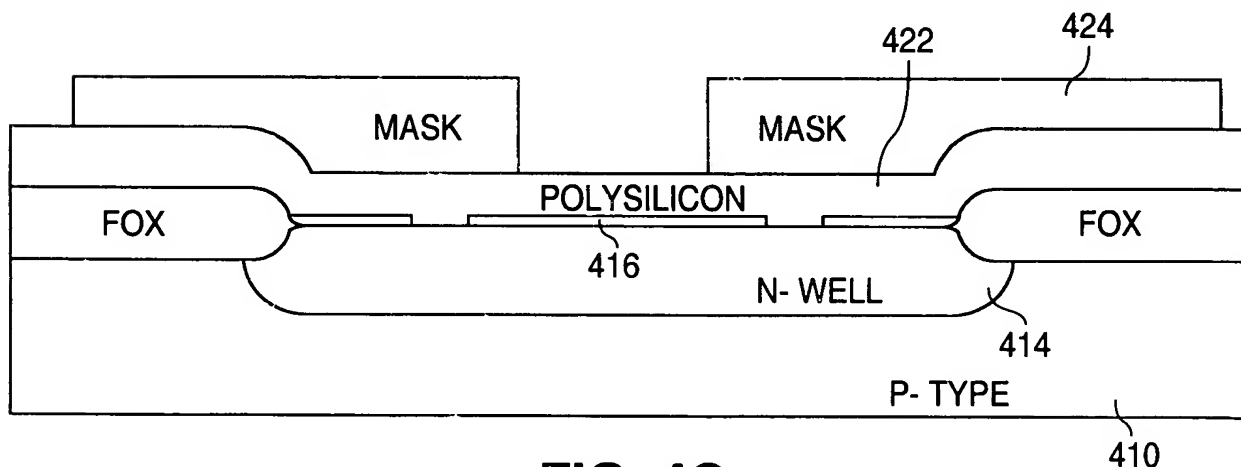 424
422
MASK
MASK
POLYSILICON
FOX
FOX
416
N- WELL
414
P- TYPE
410